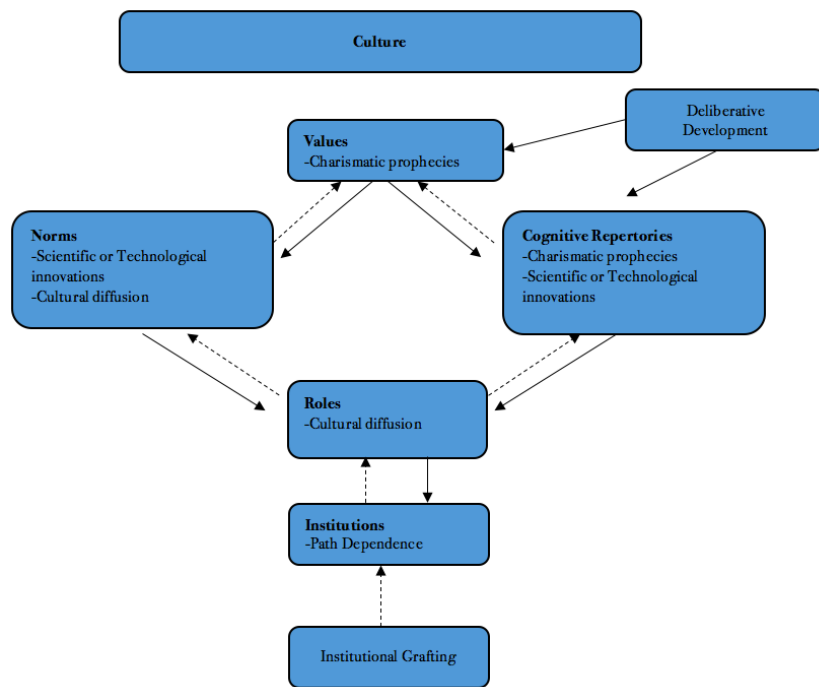 Culture
Deliberative
Development
Values
-Charismatic prophecies
Norms
-Scientific or Technological
innovations
-Cultural diffusion
Cognitive Repertories
-Charismatic prophecies
-Scientific or Technological
innovations
Roles
-Cultural diffusion
Institutions
-Path Dependence
Institutional Grafting